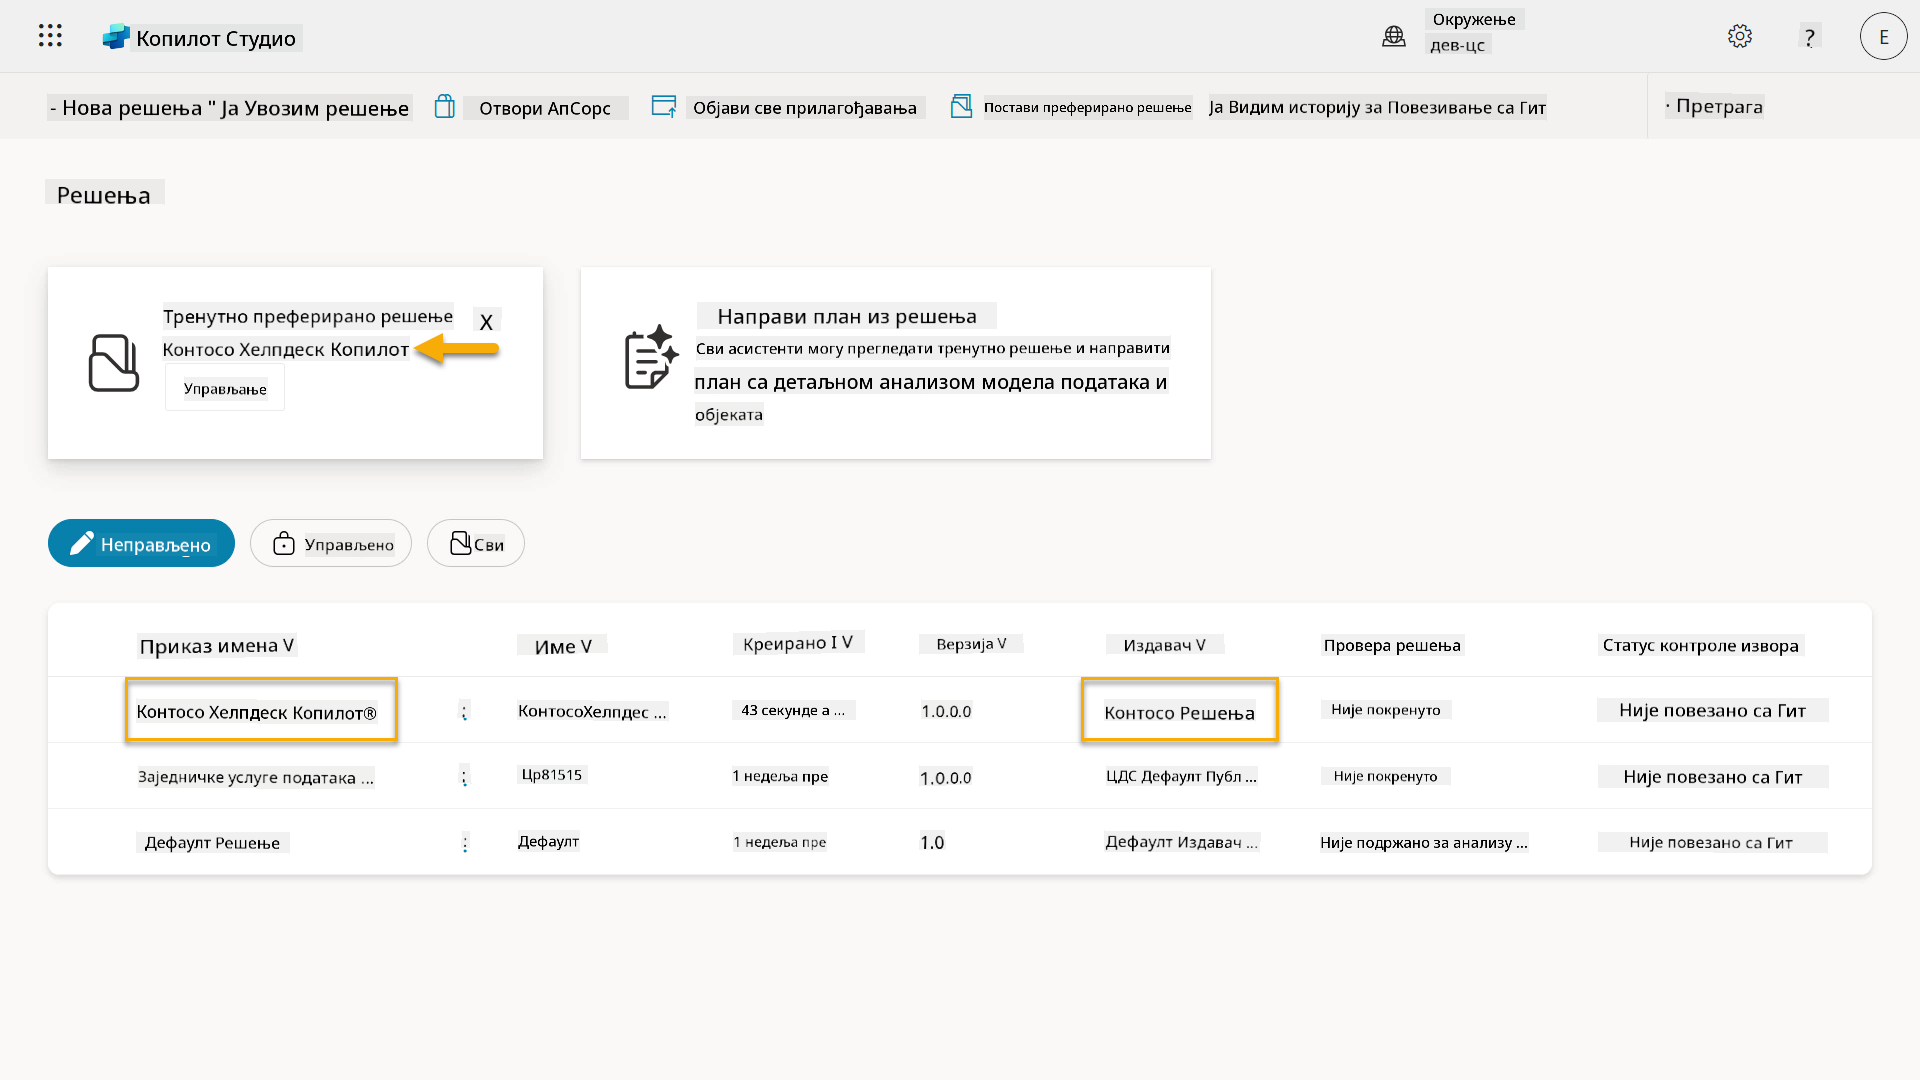 Копилот Студио
Окружење
дев-цс
?
E
- Нова решења " Ја Увозим решење
Отвори АпСорс
Објави све прилагођавања
Постави преферирано решење
Ја Видим историју за Повезивање са Гит
· Претрага
Решења
Тренутно преферирано решење
X
Контосо Хелпдеск Копилот
Управљање
Направи план из решења
Сви асистенти могу прегледати тренутно решење и направити
план са детаљном анализом модела података и
објеката
Неправљено
Управљено
Сви
Приказ имена V
Име V
Креирано I V
Верзија V
Издавач V
Провера решења
Статус контроле извора
Контосо Хелпдеск Копилот®
КонтосоХелпдес ...
43 секунде а ...
1.0.0.0
Контосо Решења
Није покренуто
Није повезано са Гит
Заједничке услуге података ...
Цр81515
1 недеља пре
1.0.0.0
ЦДС Дефаулт Публ ...
Није покренуто
Није повезано са Гит
Дефаулт Решење
Дефаулт
1 недеља пре
1.0
Дефаулт Издавач ...
Није подржано за анализу ...
Није повезано са Гит